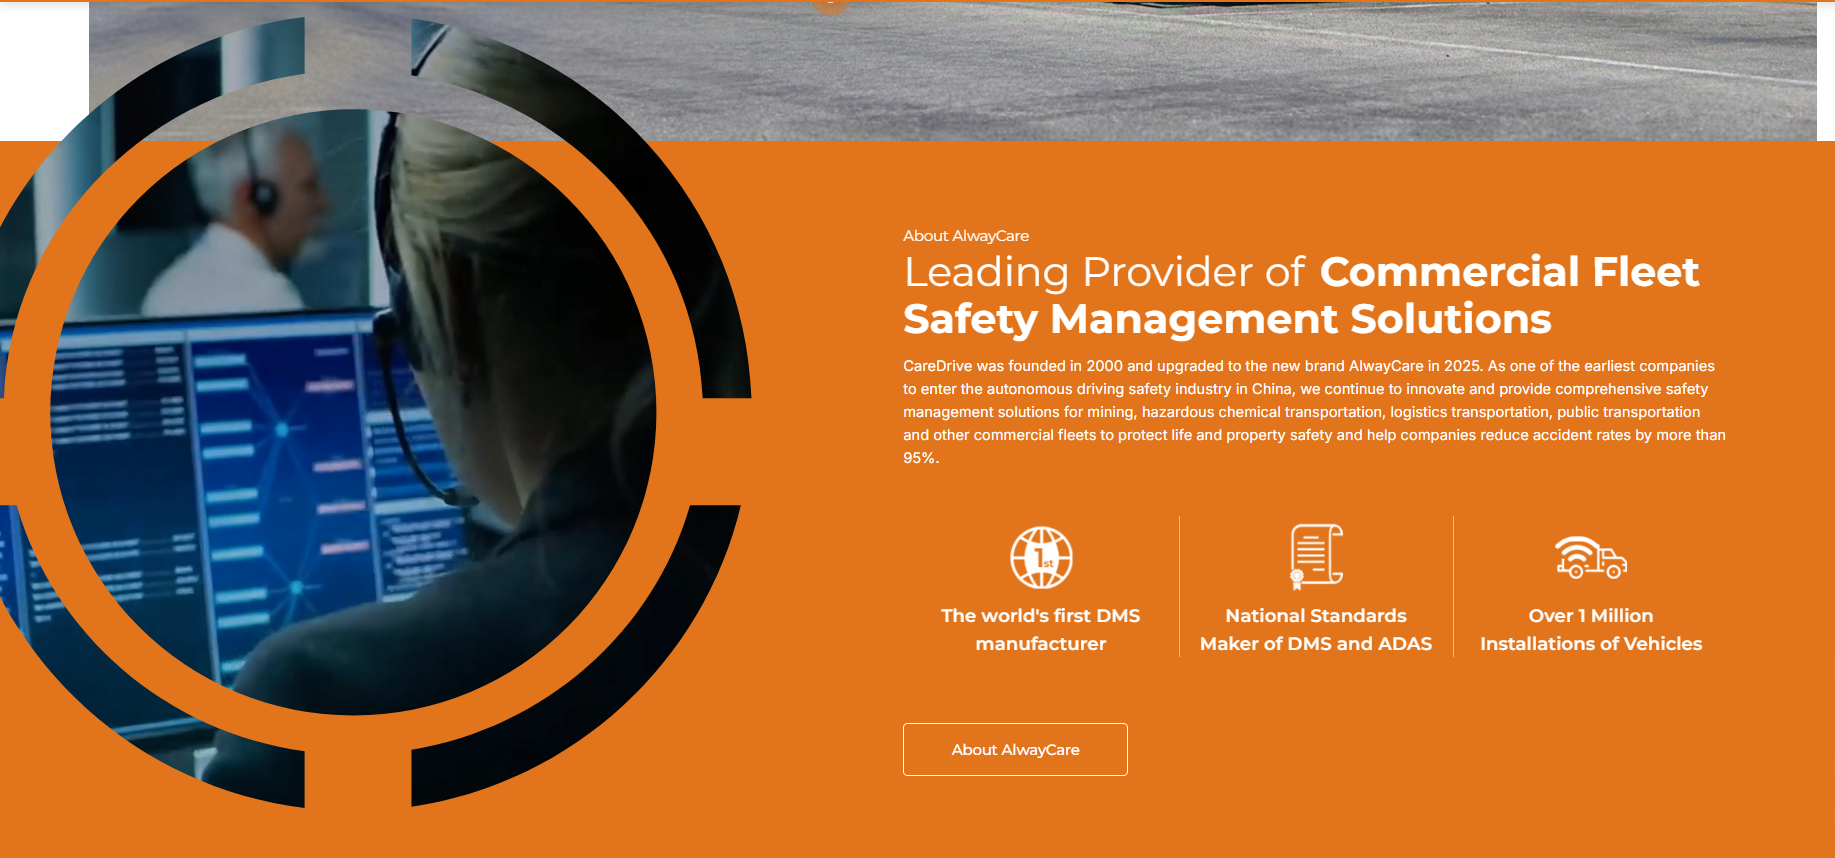 About AlwayCare
Leading Provider of Commercial Fleet
Safety Management Solutions
CareDrive was founded in 2000 and upgraded to the new brand AlwayCare in 2025. As one of the earliest companies
to enter the autonomous driving safety industry in China, we continue to innovate and provide comprehensive safety
management solutions for mining, hazardous chemical transportation, logistics transportation, public transportation
and other commercial fleets to protect life and property safety and help companies reduce accident rates by more than
95%.
1st
The world's first DMS
manufacturer
National Standards
Maker of DMS and ADAS
Over 1 Million
Installations of Vehicles
About AlwayCare